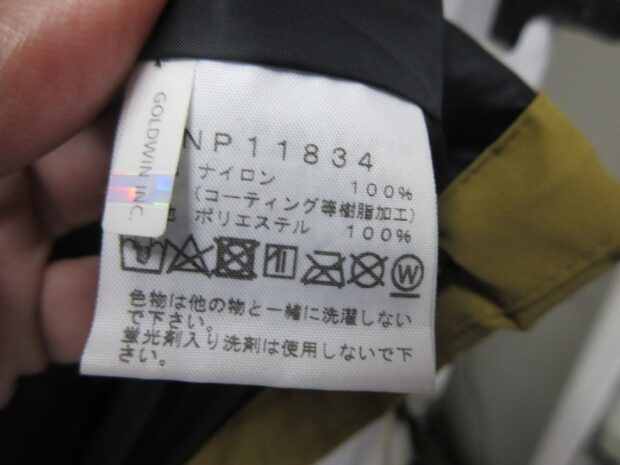 GOLDWIN INC.
NP11834
ナイロン 100%
(コーティング等樹脂加工)
ポリエステル 100%
W
色物は他の物と一緒に洗濯しない
で下さい。
蛍光剤入り洗剤は使用しないで下
さい。